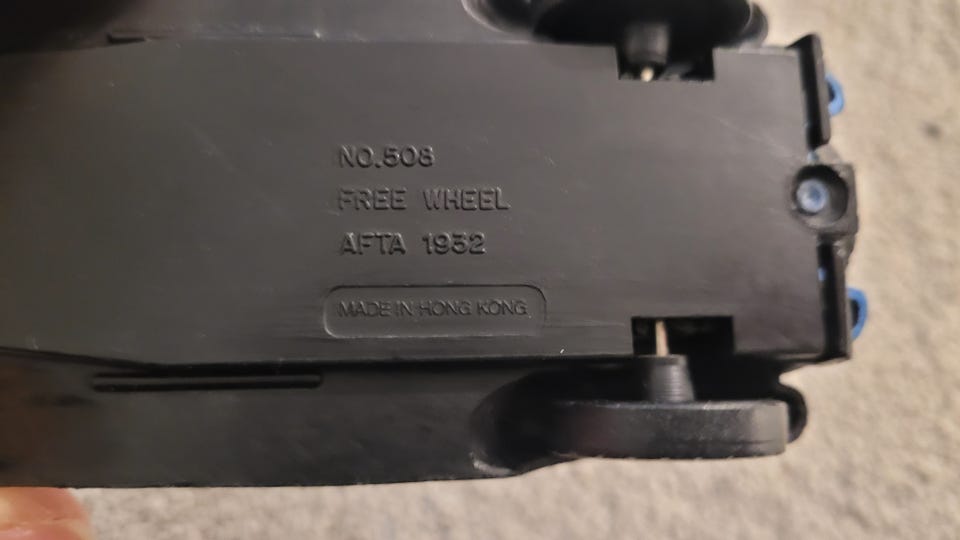 NO.508
FREE WHEEL
AFTA 1932
MADE IN HONG KONG